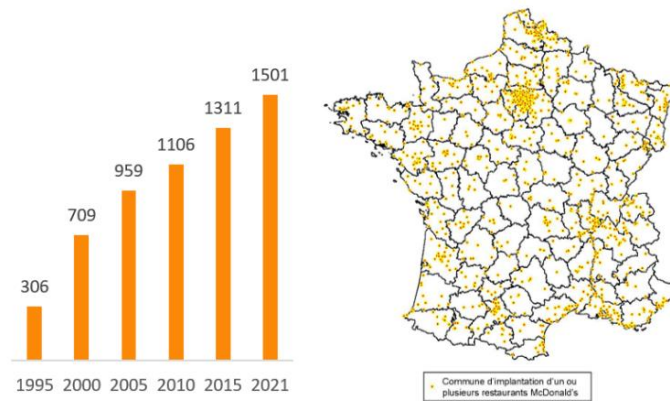 306
709
959
1106
1311
1501
1995 2000 2005 2010 2015 2021
Commune d'implantation d'un ou
plusieurs restaurants McDonald's